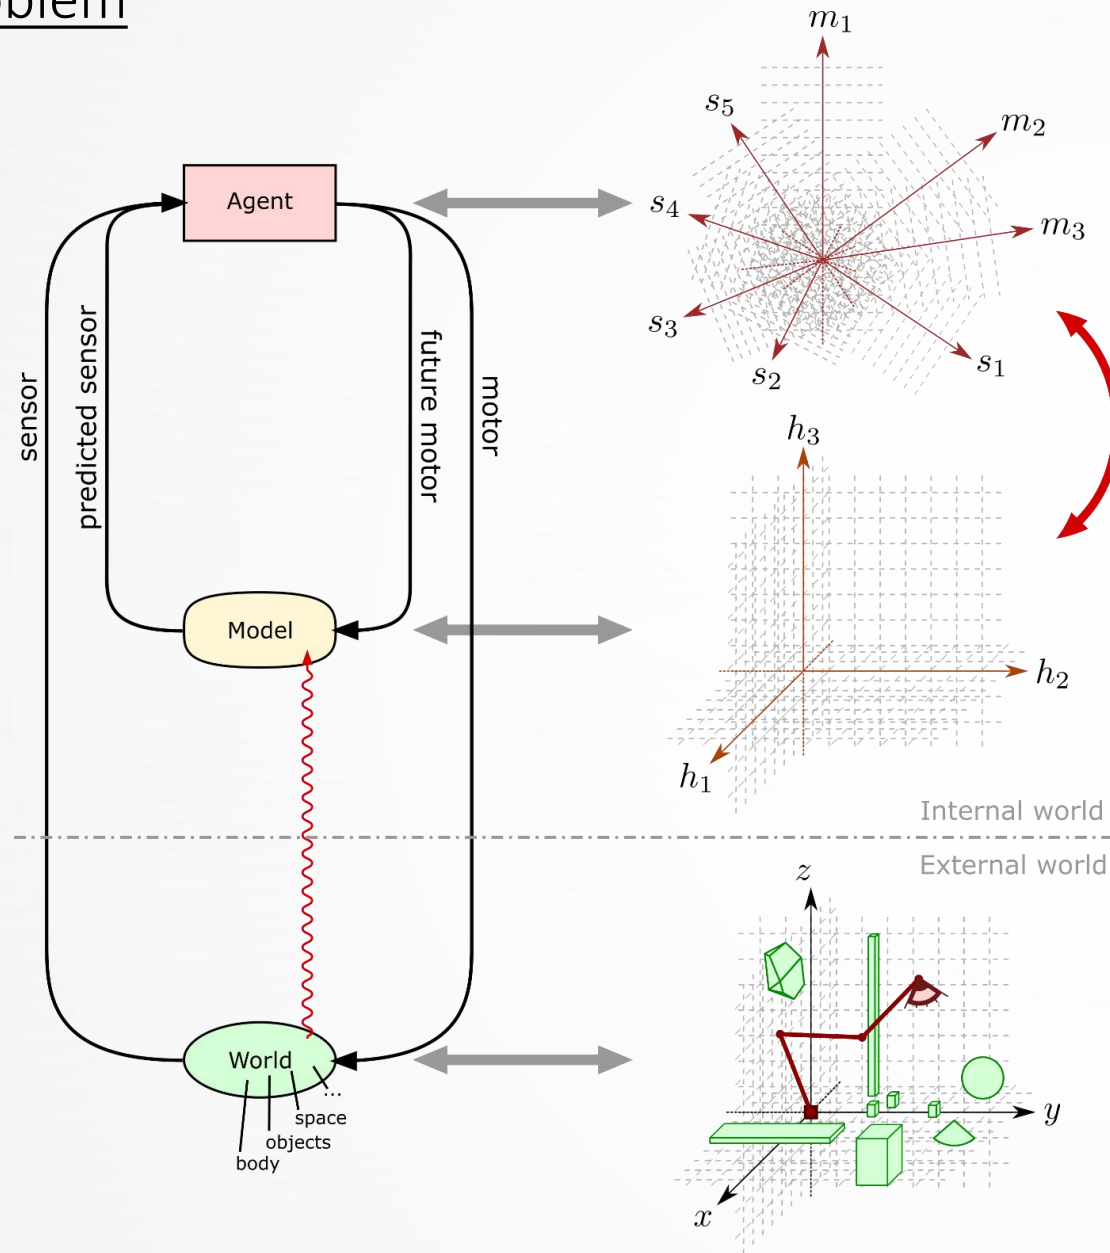 m₁
s₅
m₂
Agent
s₄
m₃
s₃
s₂
s₁
sensor
predicted sensor
future motor
motor
h₃
Model
h₂
h₁
Internal world
External world
z
World
...
space
objects
body
y
x